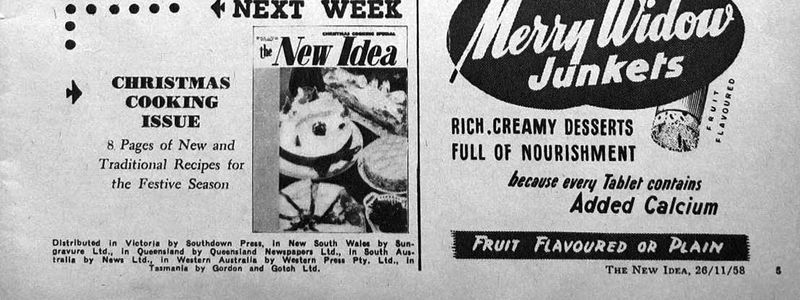 NEXT WEEK
CHRISTMAS COOKING SPECIAL
the New Idea
CHRISTMAS
COOKING
ISSUE
8 Pages of New and
Traditional Recipes for
the Festive Season
Distributed in Victoria by Southdown Press, in New South Wales by Sun-
gravure Ltd., in Queensland by Queensland Newspapers Ltd., in South Aus-
tralia by News Ltd., in Western Australia by Western Press Pty. Ltd., in
Tasmania by Gordon and Gotch Ltd.
Merry Widow
Junkets
FRUIT
FLAVOURED
RICH, CREAMY DESSERTS
FULL OF NOURISHMENT
because every Tablet contains
Added Calcium
FRUIT FLAVOURED OR PLAIN
THE NEW IDEA, 26/11/58 5